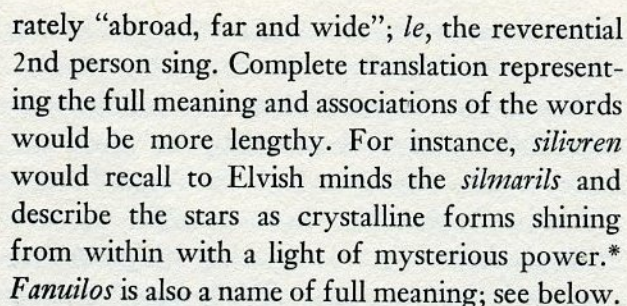 rately “abroad, far and wide”; le, the reverential
2nd person sing. Complete translation represent-
ing the full meaning and associations of the words
would be more lengthy. For instance, silivren
would recall to Elvish minds the silmarils and
describe the stars as crystalline forms shining
from within with a light of mysterious power.*
Fanuilos is also a name of full meaning; see below.